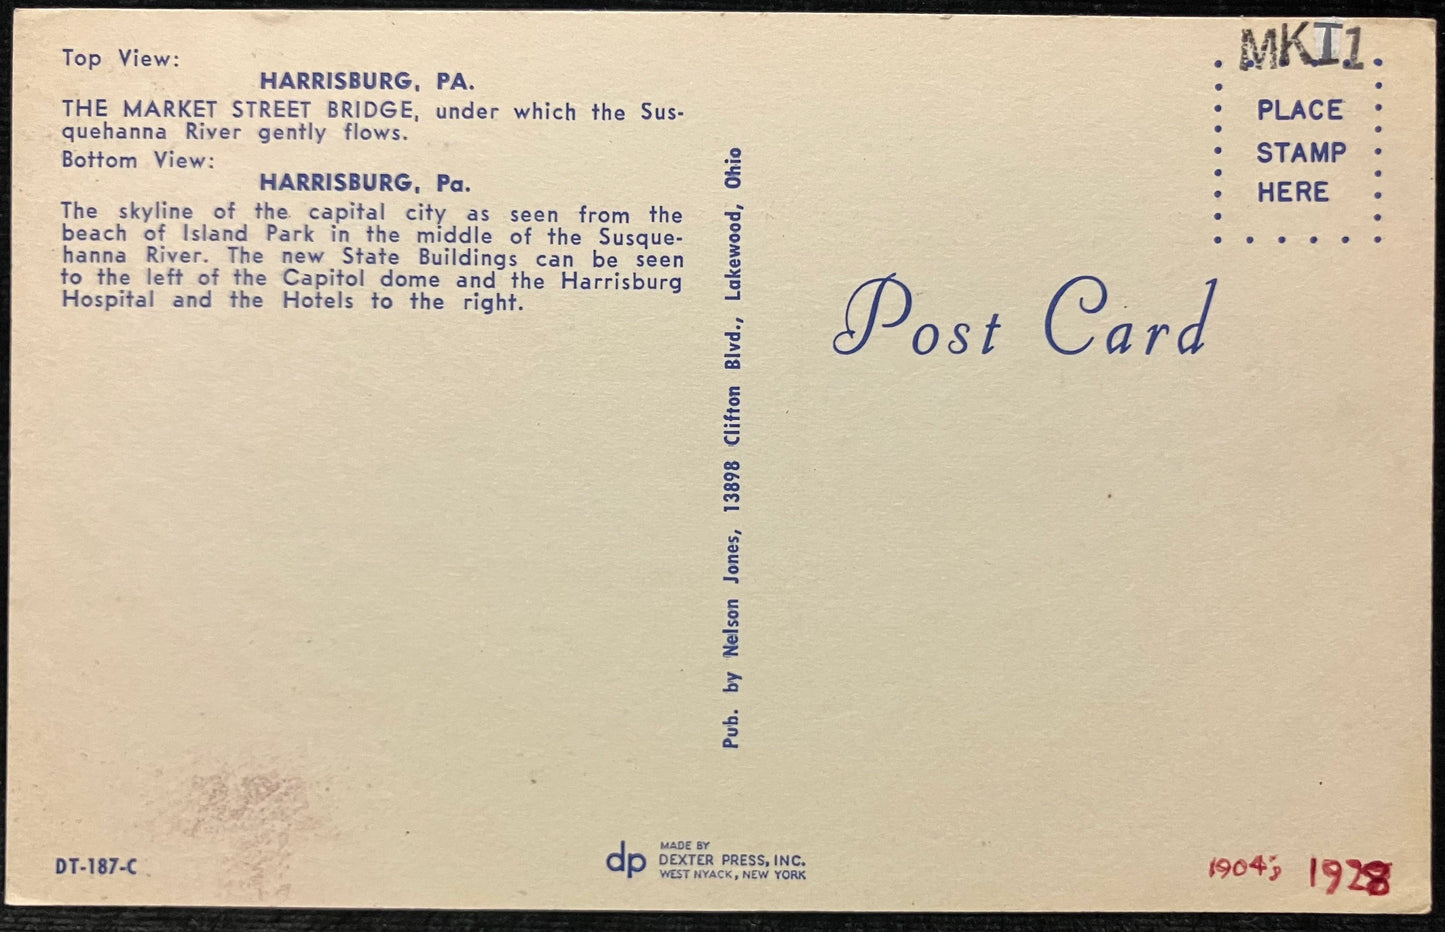 Top View:
HARRISBURG, PA.
THE MARKET STREET BRIDGE, under which the Sus-
quehanna River gently flows.
Bottom View:
HARRISBURG, Pa.
The skyline of the capital city as seen from the
beach of Island Park in the middle of the Susque-
hanna River. The new State Buildings can be seen
to the left of the Capitol dome and the Harrisburg
Hospital and the Hotels to the right.
DT-187-C
Pub. by Nelson Jones, 13898 Clifton Blvd., Lakewood, Ohio
dp
MADE BY
DEXTER PRESS, INC.
WEST NYACK, NEW YORK
MKI1
PLACE
STAMP
HERE
Post Card
1904's 1928